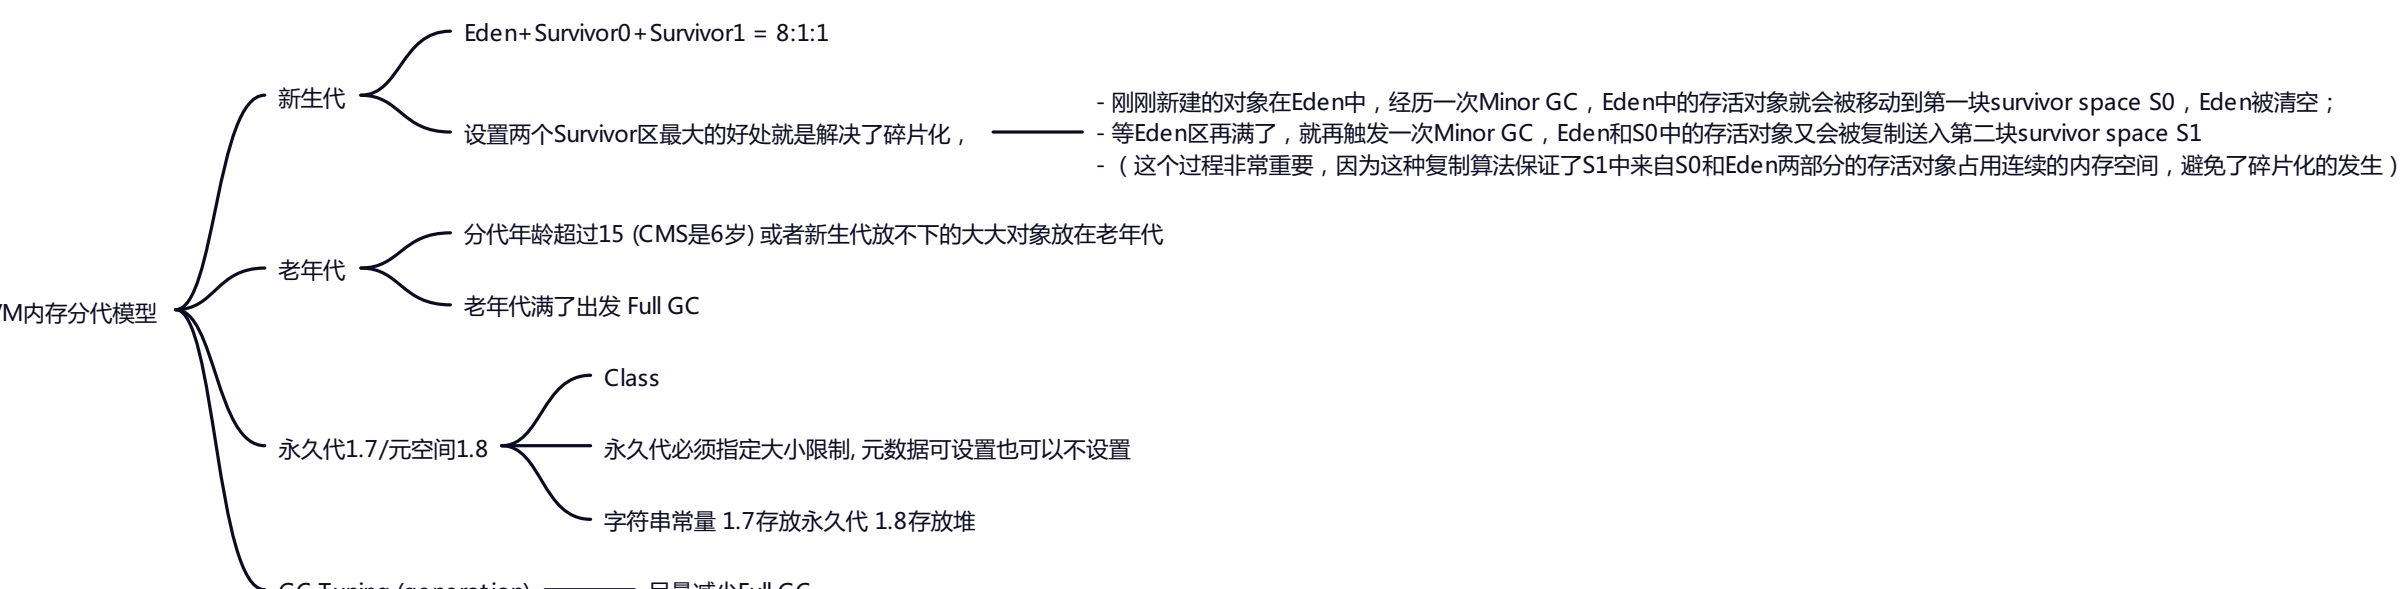 Eden+Survivor0+Survivor1 = 8:1:1
新生代
设置两个Survivor区最大的好处就是解决了碎片化，
- 刚刚新建的对象在Eden中，经历一次Minor GC，Eden中的存活对象就会被移动到第一块survivor space S0，Eden被清空；
- 等Eden区再满了，就再触发一次Minor GC，Eden和S0中的存活对象又会被复制送入第二块survivor space S1
-（这个过程非常重要，因为这种复制算法保证了S1中来自S0和Eden两部分的存活对象占用连续的内存空间，避免了碎片化的发生）
分代年龄超过15 (CMS是6岁) 或者新生代放不下的大大对象放在老年代
老年代
老年代满了出发 Full GC
VM内存分代模型
Class
永久代1.7/元空间1.8
永久代必须指定大小限制, 元数据可设置也可以不设置
字符串常量 1.7存放永久代 1.8存放堆
GC Tuning (generation)
尽量减少Full GC